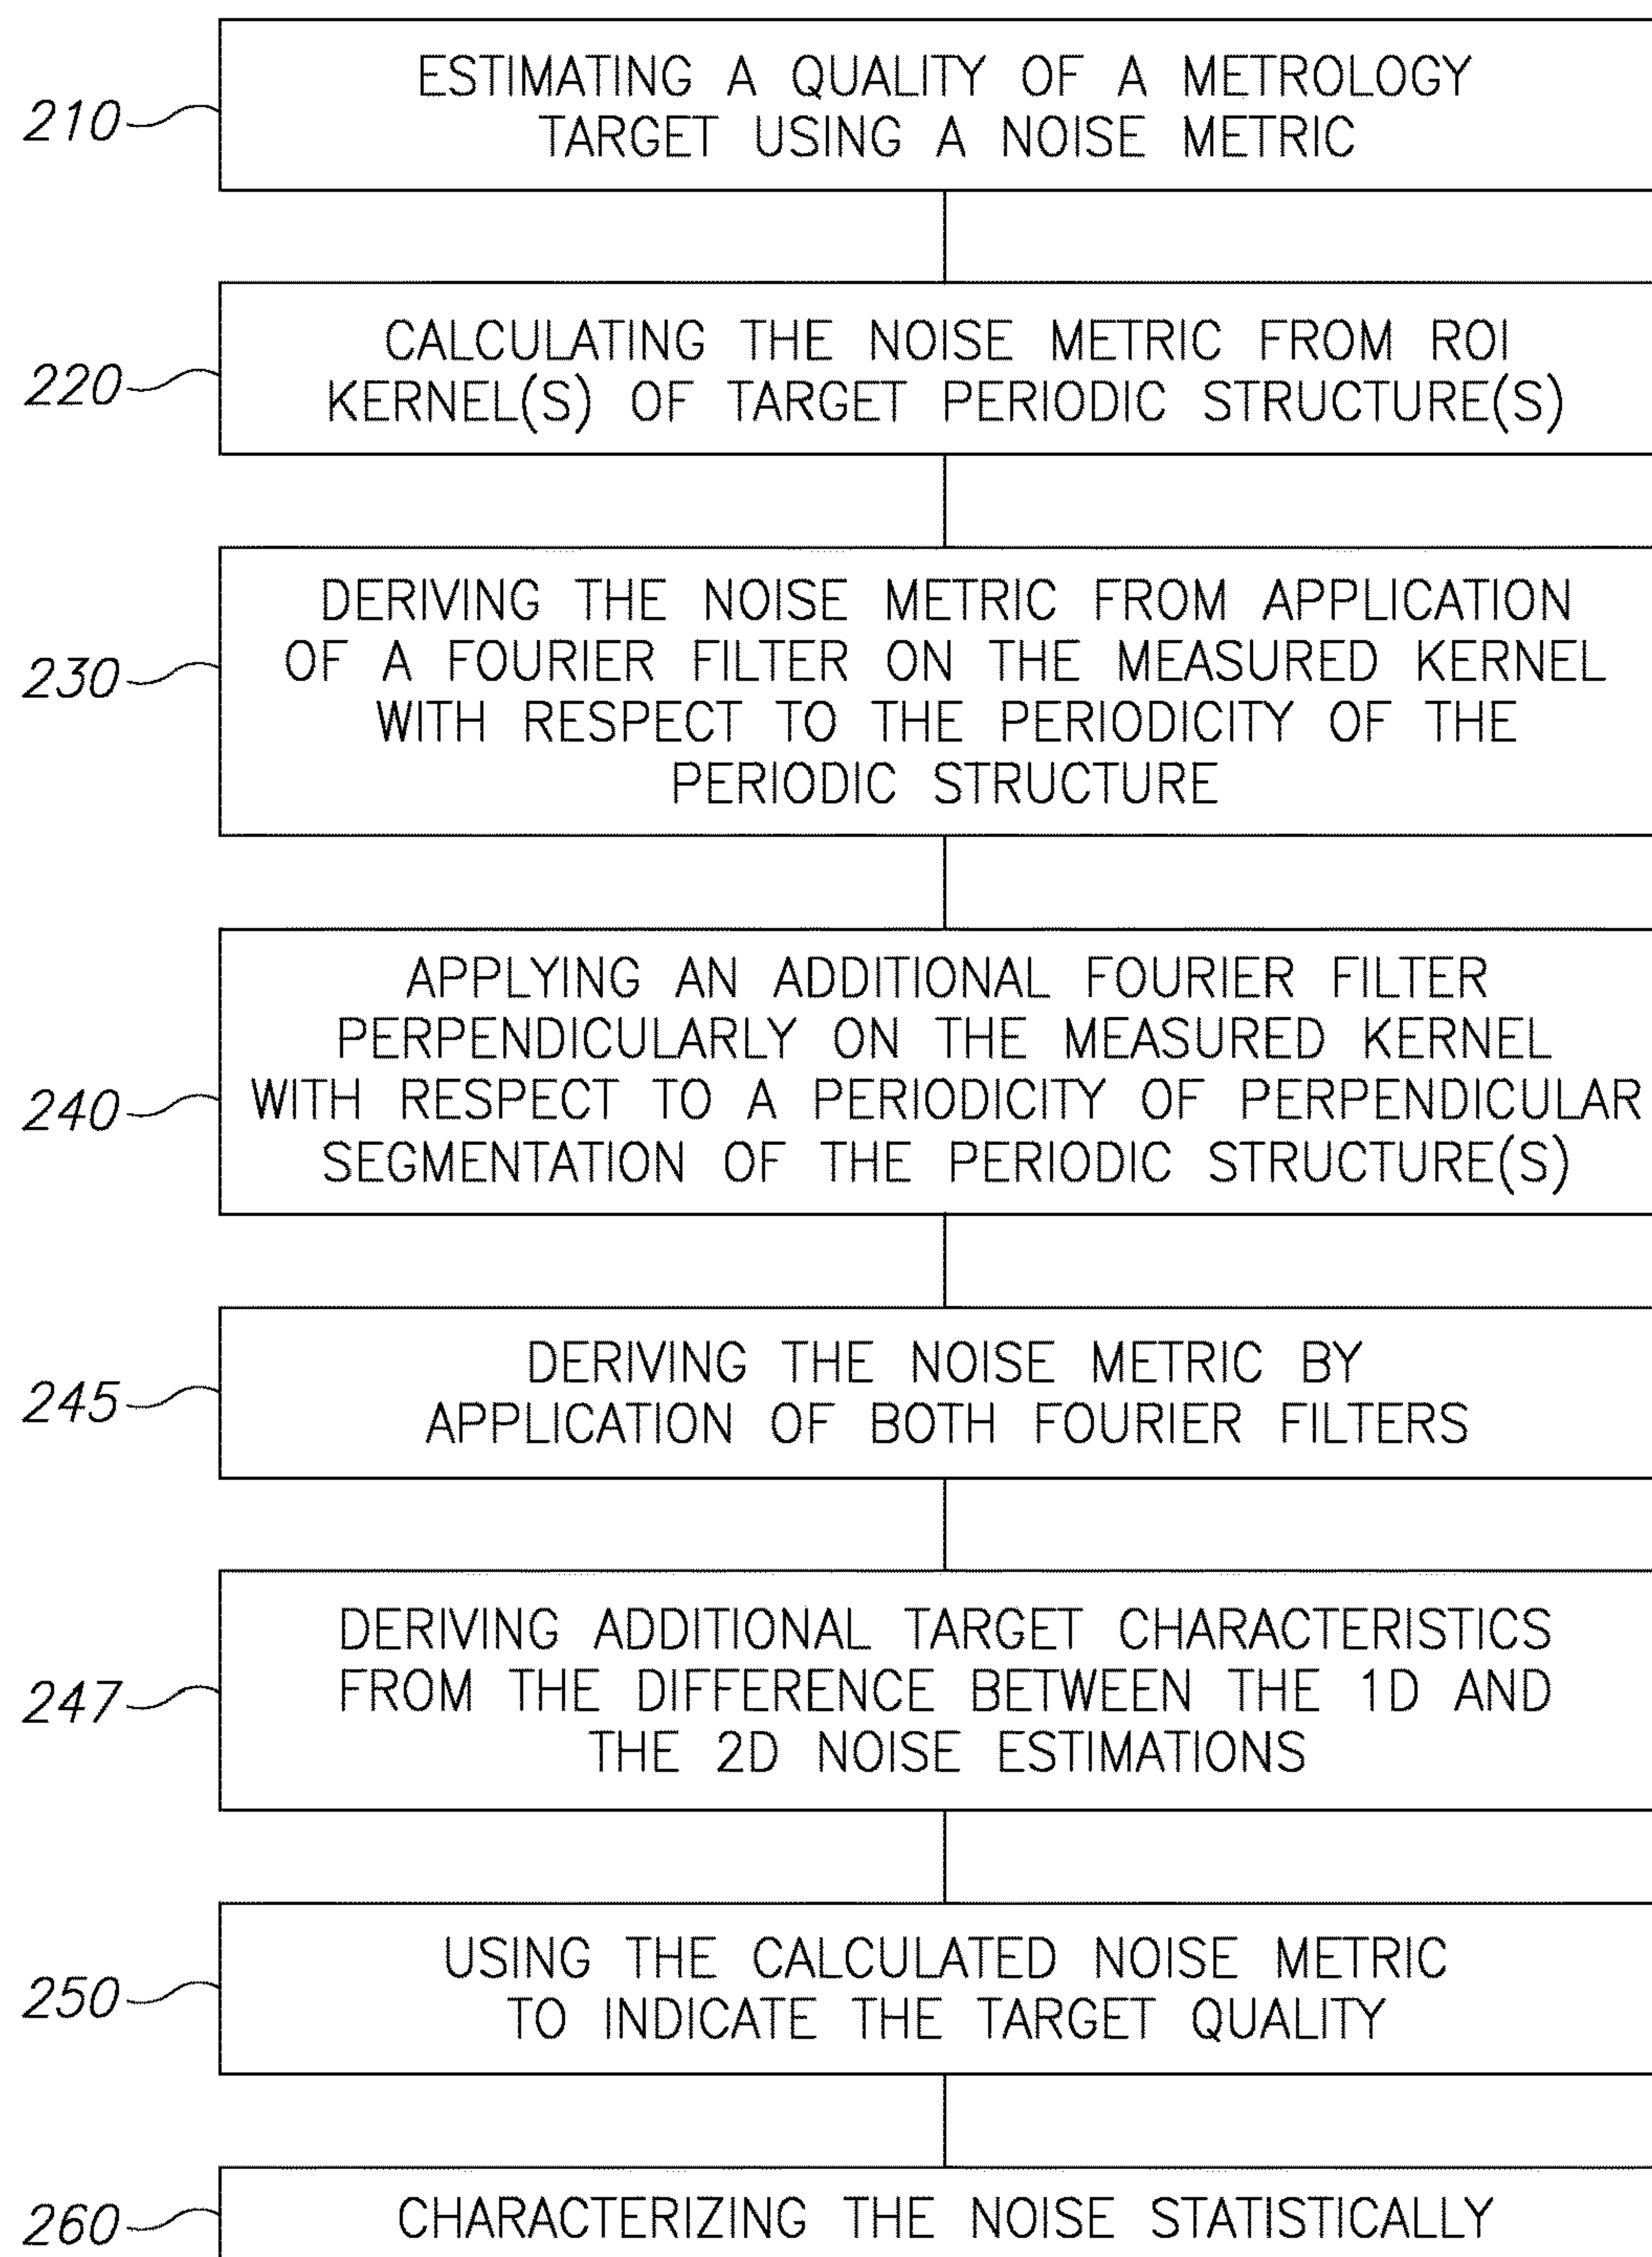 ESTIMATING A QUALITY OF A METROLOGY
TARGET USING A NOISE METRIC
210
CALCULATING THE NOISE METRIC FROM ROI
KERNEL(S) OF TARGET PERIODIC STRUCTURE(S)
220
DERIVING THE NOISE METRIC FROM APPLICATION
OF A FOURIER FILTER ON THE MEASURED KERNEL
WITH RESPECT TO THE PERIODICITY OF THE
PERIODIC STRUCTURE
230
APPLYING AN ADDITIONAL FOURIER FILTER
PERPENDICULARLY ON THE MEASURED KERNEL
WITH RESPECT TO A PERIODICITY OF PERPENDICULAR
SEGMENTATION OF THE PERIODIC STRUCTURE(S)
240
DERIVING THE NOISE METRIC BY
APPLICATION OF BOTH FOURIER FILTERS
245
DERIVING ADDITIONAL TARGET CHARACTERISTICS
FROM THE DIFFERENCE BETWEEN THE 1D AND
THE 2D NOISE ESTIMATIONS
247
USING THE CALCULATED NOISE METRIC
TO INDICATE THE TARGET QUALITY
250
CHARACTERIZING THE NOISE STATISTICALLY
260